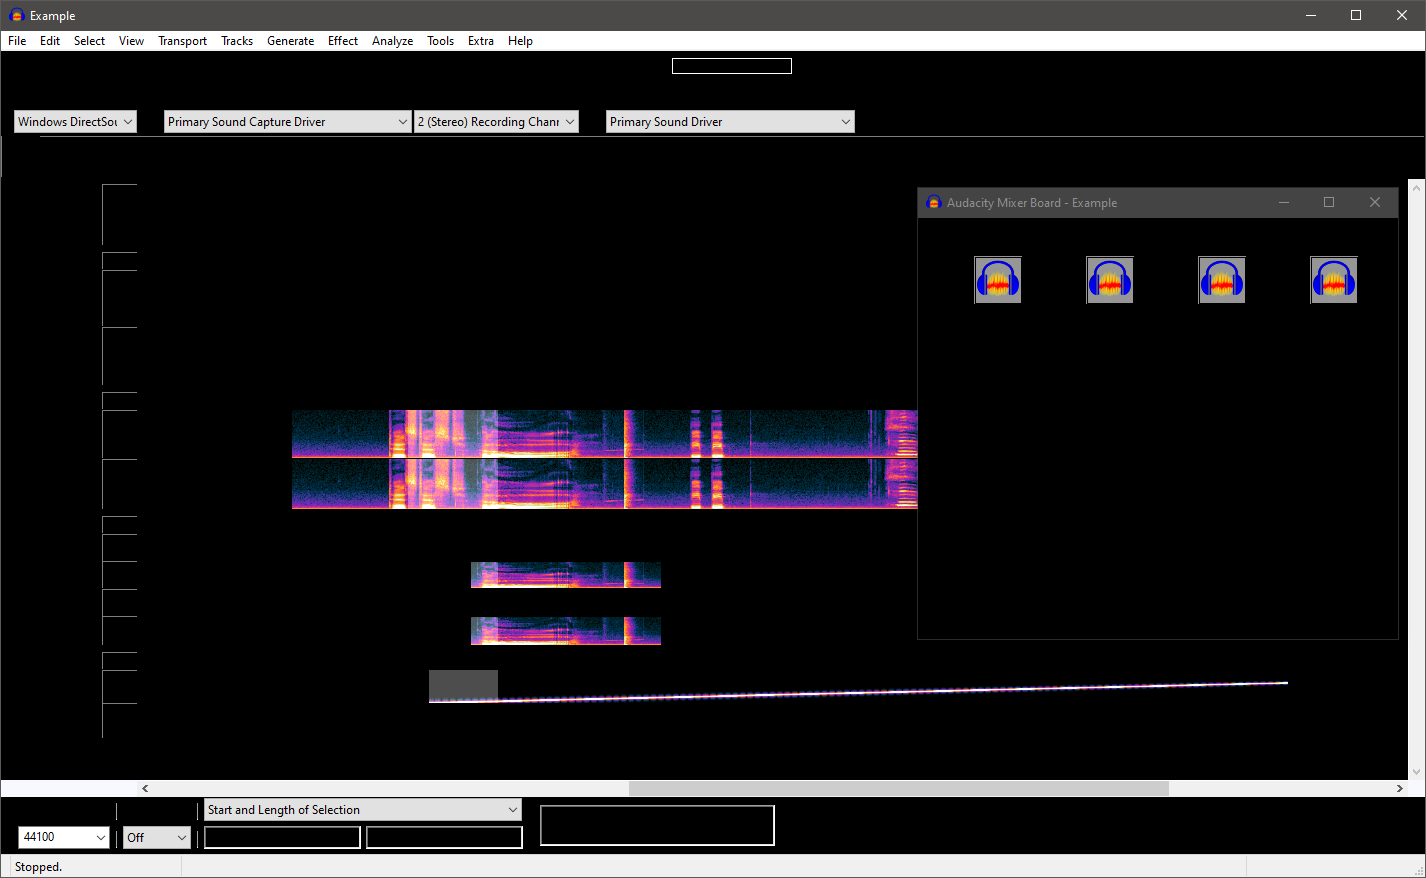 Example
File Edit Select View Transport Tracks Generate Effect Analyze Tools Extra Help
Windows DirectSou Primary Sound Capture Driver 2 (Stereo) Recording Chann Primary Sound Driver
Audacity Mixer Board - Example
Start and Length of Selection
44100 Off
Stopped.